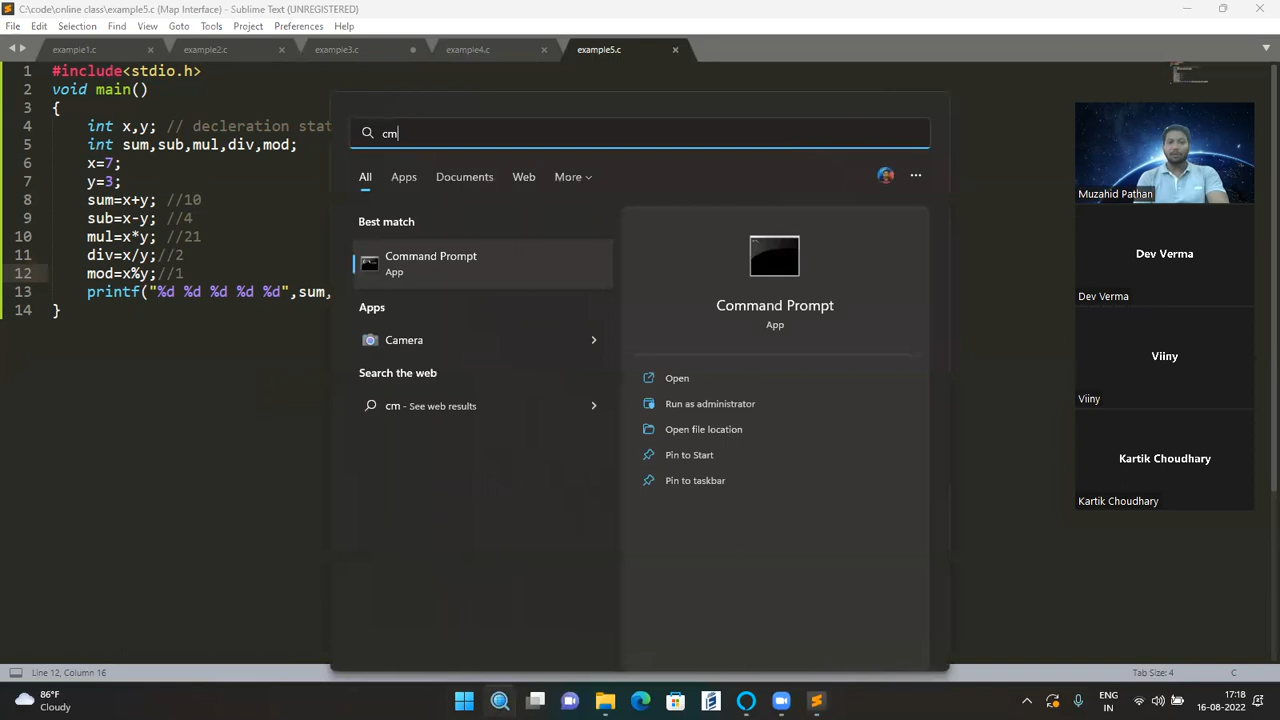 C:\code\online class\example5.c (Map Interface) - Sublime Text (UNREGISTERED)
File Edit Selection Find View Goto Tools Project Preferences Help
example1.c example2.c example3.c example4.c example5.c
1 #include<stdio.h>
2 void main()
3 {
4 int x,y; // decleration stat
5 int sum,sub,mul,div,mod;
6 x=7;
7 y=3;
8 sum=x+y; //10
9 sub=x-y; //4
10 mul=x*y; //21
11 div=x/y;//2
12 mod=x%y;//1
13 printf("%d %d %d %d %d",sum,
14 }
cm
All Apps Documents Web More
Best match
Command Prompt
App
Apps
Camera
Search the web
cm - See web results
Command Prompt
App
Open
Run as administrator
Open file location
Pin to Start
Pin to taskbar
Muzahid Pathan
Dev Verma
Dev Verma
Viiny
Viiny
Kartik Choudhary
Kartik Choudhary
Line 12, Column 16 Tab Size: 4 C
86°F
Cloudy
ENG
IN
17:18
16-08-2022